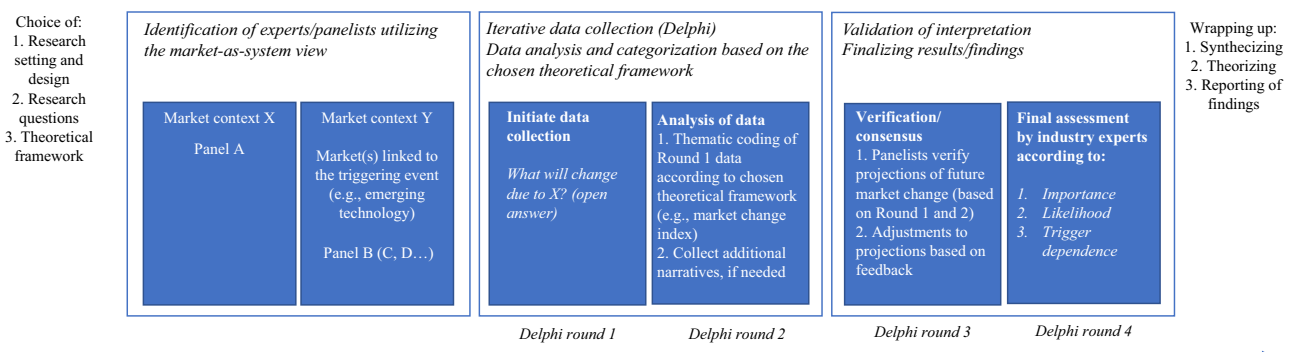 Choice of:
1. Research
setting and
design
2. Research
questions
3. Theoretical
framework
Identification of experts/panelists utilizing
the market-as-system view
Market context X
Panel A
Market context Y
Market(s) linked to
the triggering event
(e.g., emerging
technology)
Panel B (C, D…)
Iterative data collection (Delphi)
Data analysis and categorization based on the
chosen theoretical framework
Initiate data
collection
What will change
due to X? (open
answer)
Analysis of data
1. Thematic coding of
Round 1 data
according to chosen
theoretical framework
(e.g., market change
index)
2. Collect additional
narratives, if needed
Delphi round 1
Delphi round 2
Validation of interpretation
Finalizing results/findings
Verification/
consensus
1. Panelists verify
projections of future
market change (based
on Round 1 and 2)
2. Adjustments to
projections based on
feedback
Final assessment
by industry experts
according to:
1. Importance
2. Likelihood
3. Trigger
dependence
Delphi round 3
Delphi round 4
Wrapping up:
1. Synthecizing
2. Theorizing
3. Reporting of
findings